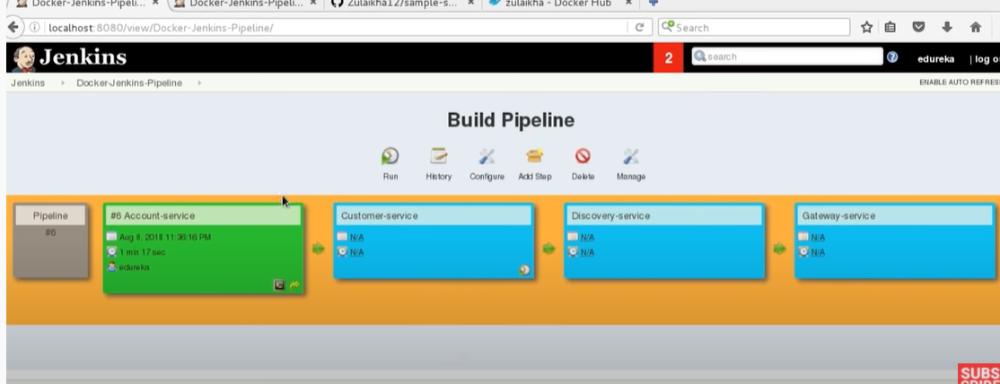 Docker-Jenkins-Pipeli... × Docker-Jenkins-Pipeli... × Zulaikha12/sample-s... × zulaikha - Docker Hub ×
localhost:8080/view/Docker-Jenkins-Pipeline/ Search
Jenkins 2 search edureka | log o
Jenkins Docker-Jenkins-Pipeline ENABLE AUTO REFRES
Build Pipeline
Run History Configure Add Step Delete Manage
Pipeline #6 Account-service Customer-service Discovery-service Gateway-service
#6 Aug 8, 2018 11:36:16 PM N/A N/A N/A
1 min 17 sec N/A N/A N/A
edureka
SUBS
CRIBE